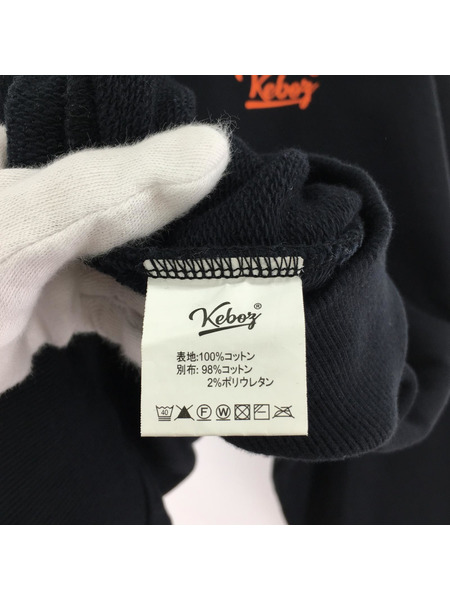 Keboz
Keboz®
表地:100%コットン
別布:98%コットン
2%ポリウレタン
40 F W